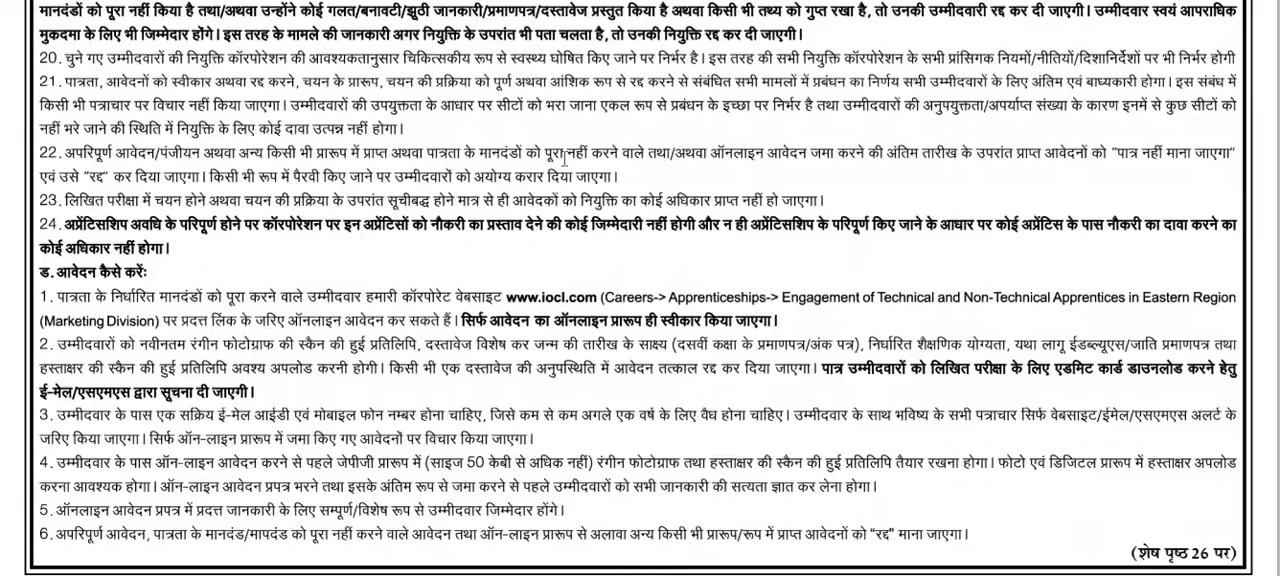 मानदंडों को पूरा नहीं किया है तथा/अथवा उन्होंने कोई गलत/बनावटी/झूठी जानकारी/प्रमाणपत्र/दस्तावेज प्रस्तुत किया है अथवा किसी भी तथ्य को गुप्त रखा है, तो उनकी उम्मीदवारी रद्द कर दी जाएगी। उम्मीदवार स्वयं आपराधिक
मुकदमा के लिए भी जिम्मेदार होंगे। इस तरह के मामले की जानकारी अगर नियुक्ति के उपरांत भी पता चलता है, तो उनकी नियुक्ति रद्द कर दी जाएगी।
20. चुने गए उम्मीदवारों की नियुक्ति कॉरपोरेशन की आवश्यकतानुसार चिकित्सकीय रूप से स्वस्थ घोषित किए जाने पर निर्भर है। इस तरह की सभी नियुक्ति कॉरपोरेशन के सभी प्रांसिगक नियमों/नीतियों/दिशानिर्देशों पर भी निर्भर होगी
21. पात्रता, आवेदनों को स्वीकार अथवा रद्द करने, चयन के प्रारूप, चयन की प्रक्रिया को पूर्ण अथवा आंशिक रूप से रद्द करने से संबंधित सभी मामलों में प्रबंधन का निर्णय सभी उम्मीदवारों के लिए अंतिम एवं बाध्यकारी होगा। इस संबंध में
किसी भी पत्राचार पर विचार नहीं किया जाएगा। उम्मीदवारों की उपयुक्तता के आधार पर सीटों को भरा जाना एकल रूप से प्रबंधन के इच्छा पर निर्भर है तथा उम्मीदवारों की अनुपयुक्तता/अपर्याप्त संख्या के कारण इनमें से कुछ सीटों को
नहीं भरे जाने की स्थिति में नियुक्ति के लिए कोई दावा उत्पन्न नहीं होगा।
22. अपरिपूर्ण आवेदन/पंजीयन अथवा अन्य किसी भी प्रारूप में प्राप्त अथवा पात्रता के मानदंडों को पूरा नहीं करने वाले तथा/अथवा ऑनलाइन आवेदन जमा करने की अंतिम तारीख के उपरांत प्राप्त आवेदनों को "पात्र नहीं माना जाएगा"
एवं उसे "रद्द" कर दिया जाएगा। किसी भी रूप में पैरवी किए जाने पर उम्मीदवारों को अयोग्य करार दिया जाएगा।
23. लिखित परीक्षा में चयन होने अथवा चयन की प्रक्रिया के उपरांत सूचीबद्ध होने मात्र से ही आवेदकों को नियुक्ति का कोई अधिकार प्राप्त नहीं हो जाएगा।
24. अप्रेंटिसशिप अवधि के परिपूर्ण होने पर कॉरपोरेशन पर इन अप्रेंटिसों को नौकरी का प्रस्ताव देने की कोई जिम्मेदारी नहीं होगी और न ही अप्रेंटिसशिप के परिपूर्ण किए जाने के आधार पर कोई अप्रेंटिस के पास नौकरी का दावा करने का
कोई अधिकार नहीं होगा।
ड. आवेदन कैसे करें:
1. पात्रता के निर्धारित मानदंडों को पूरा करने वाले उम्मीदवार हमारी कॉरपोरेट वेबसाइट www.iocl.com (Careers-> Apprenticeships-> Engagement of Technical and Non-Technical Apprentices in Eastern Region
(Marketing Division) पर प्रदत्त लिंक के जरिए ऑनलाइन आवेदन कर सकते हैं। सिर्फ आवेदन का ऑनलाइन प्रारूप ही स्वीकार किया जाएगा।
2. उम्मीदवारों को नवीनतम रंगीन फोटोग्राफ की स्कैन की हुई प्रतिलिपि, दस्तावेज विशेष कर जन्म की तारीख के साक्ष्य (दसवीं कक्षा के प्रमाणपत्र/अंक पत्र), निर्धारित शैक्षणिक योग्यता, यथा लागू ईडब्ल्यूएस/जाति प्रमाणपत्र तथा
हस्ताक्षर की स्कैन की हुई प्रतिलिपि अवश्य अपलोड करनी होगी। किसी भी एक दस्तावेज की अनुपस्थिति में आवेदन तत्काल रद्द कर दिया जाएगा। पात्र उम्मीदवारों को लिखित परीक्षा के लिए एडमिट कार्ड डाउनलोड करने हेतु
ई-मेल/एसएमएस द्वारा सूचना दी जाएगी।
3. उम्मीदवार के पास एक सक्रिय ई-मेल आईडी एवं मोबाइल फोन नम्बर होना चाहिए, जिसे कम से कम अगले एक वर्ष के लिए वैध होना चाहिए। उम्मीदवार के साथ भविष्य के सभी पत्राचार सिर्फ वेबसाइट/ईमेल/एसएमएस अलर्ट के
जरिए किया जाएगा। सिर्फ ऑन-लाइन प्रारूप में जमा किए गए आवेदनों पर विचार किया जाएगा।
4. उम्मीदवार के पास ऑन-लाइन आवेदन करने से पहले जेपीजी प्रारूप में (साइज 50 केबी से अधिक नहीं) रंगीन फोटोग्राफ तथा हस्ताक्षर की स्कैन की हुई प्रतिलिपि तैयार रखना होगा। फोटो एवं डिजिटल प्रारूप में हस्ताक्षर अपलोड
करना आवश्यक होगा। ऑन-लाइन आवेदन प्रपत्र भरने तथा इसके अंतिम रूप से जमा करने से पहले उम्मीदवारों को सभी जानकारी की सत्यता ज्ञात कर लेना होगा।
5. ऑनलाइन आवेदन प्रपत्र में प्रदत्त जानकारी के लिए सम्पूर्ण/विशेष रूप से उम्मीदवार जिम्मेदार होंगे।
6. अपरिपूर्ण आवेदन, पात्रता के मानदंड/मापदंड को पूरा नहीं करने वाले आवेदन तथा ऑन-लाइन प्रारूप से अलावा अन्य किसी भी प्रारूप/रूप में प्राप्त आवेदनों को "रद्द" माना जाएगा।
(शेष पृष्ठ 26 पर)